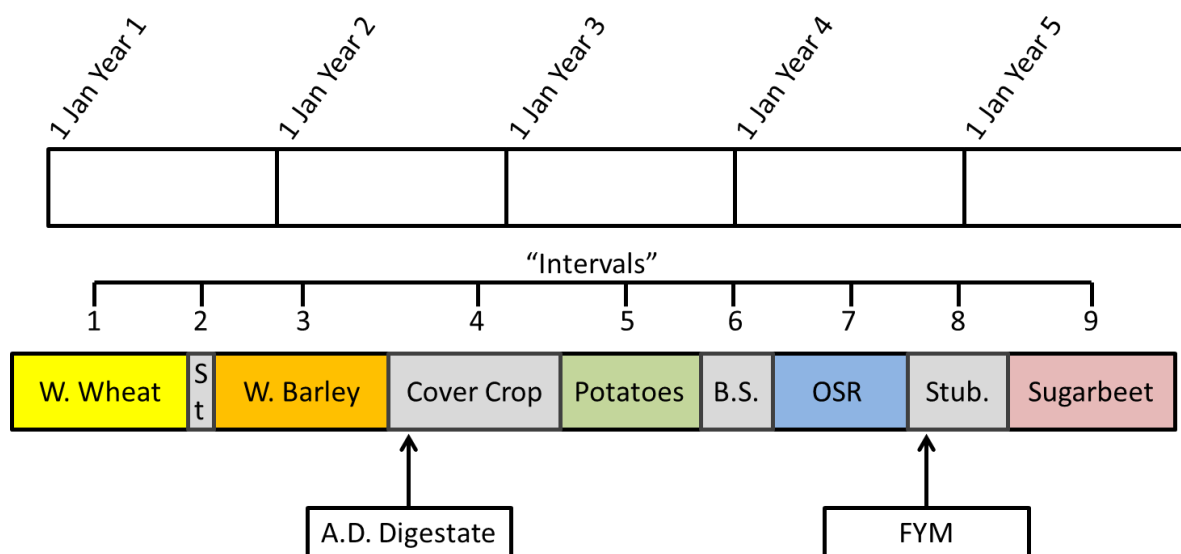 1 Jan Year 1
1 Jan Year 2
1 Jan Year 3
1 Jan Year 4
1 Jan Year 5
“Intervals”
1 2 3 4 5 6 7 8 9
W. Wheat
S
t
W. Barley
Cover Crop
Potatoes
B.S.
OSR
Stub.
Sugarbeet
A.D. Digestate
FYM